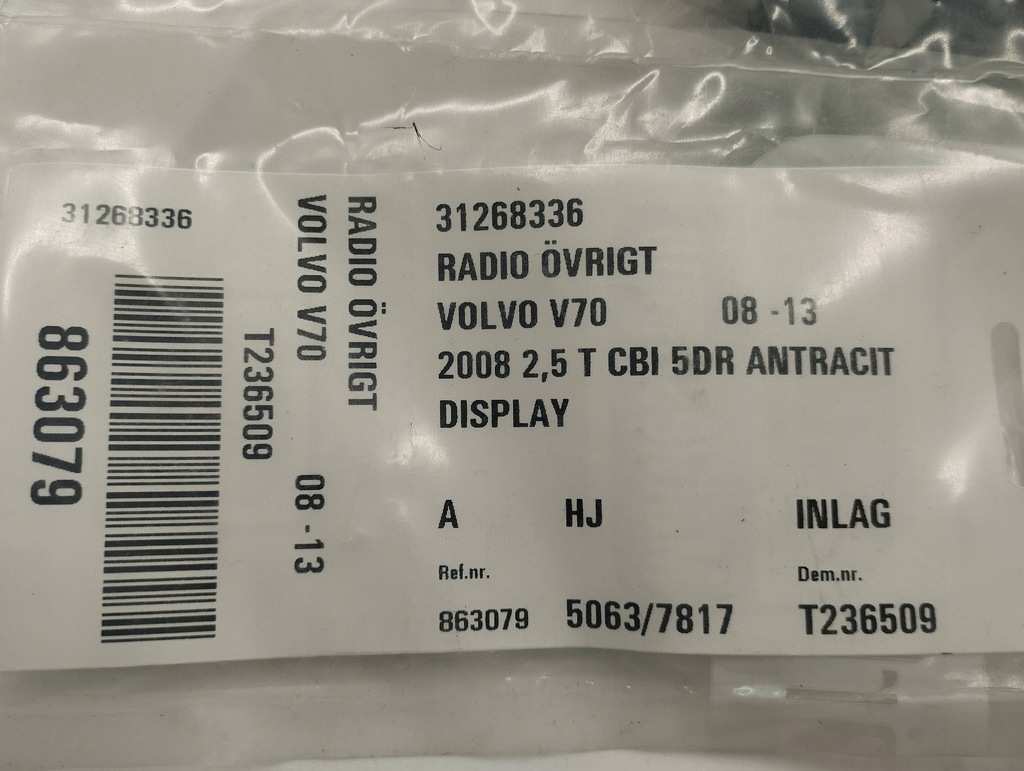 31268336
863079
T236509
VOLVO V70 08 -13
RADIO ÖVRIGT
31268336
RADIO ÖVRIGT
VOLVO V70 08 -13
2008 2,5 T CBI 5DR ANTRACIT
DISPLAY
A HJ INLAG
Ref.nr. Dem.nr.
863079 5063/7817 T236509